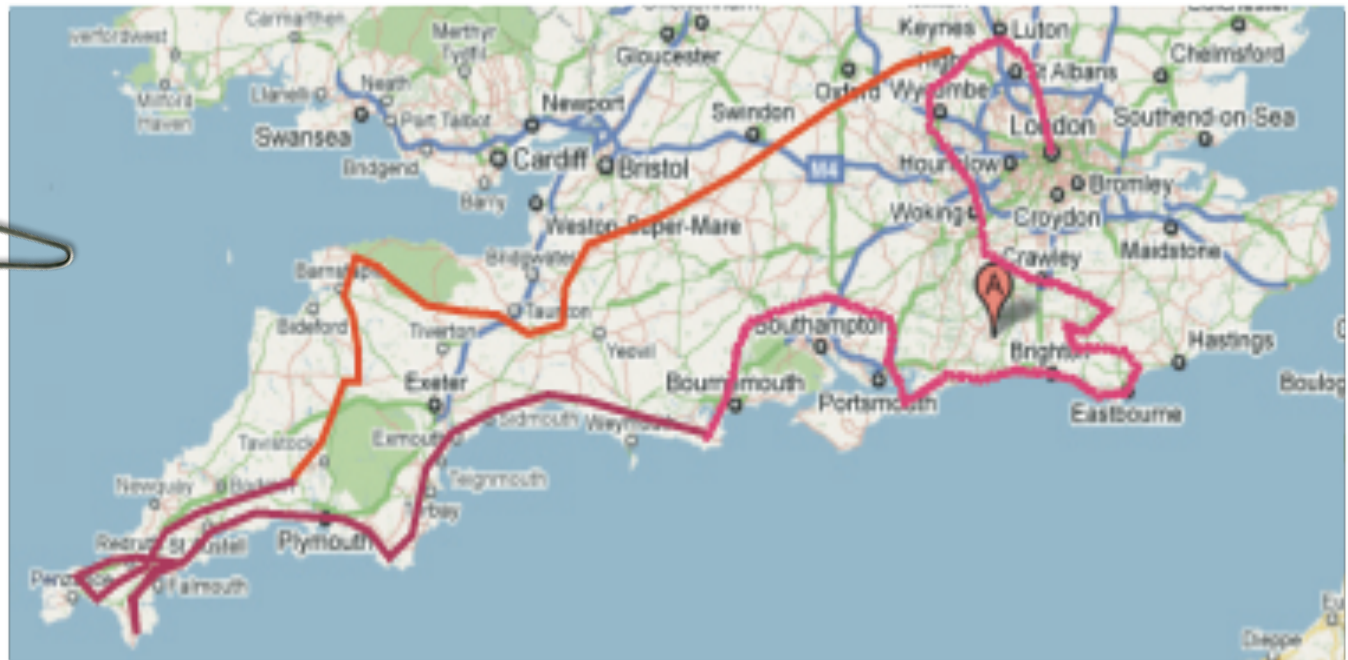 Carmarthen
Keynes
Luton
Merthyr
Tydfil
Gloucester
Chelmsford
Milford
Haven
Neath
Llanelli
Port Talbot
Swansea
Newport
Swindon
Oxford
Wycombe
St Albans
London
Southend-on-Sea
Bridgend
Cardiff
Bristol
M4
Hounslow
Bromley
Barry
Weston-Super-Mare
Woking
Croydon
Maidstone
Crawley
A
Bridgwater
Barnstap
Bideford
Taunton
Tiverton
Yeovil
Southampton
Brighton
Hastings
Exeter
Bournemouth
Portsmouth
Eastbourne
Exmouth
Sidmouth
Weymouth
Tavistock
Teignmouth
Torbay
Newquay
Bodmin
Plymouth
Redruth
St Austell
Penzance
Falmouth
Boulog
Dieppe
Eu